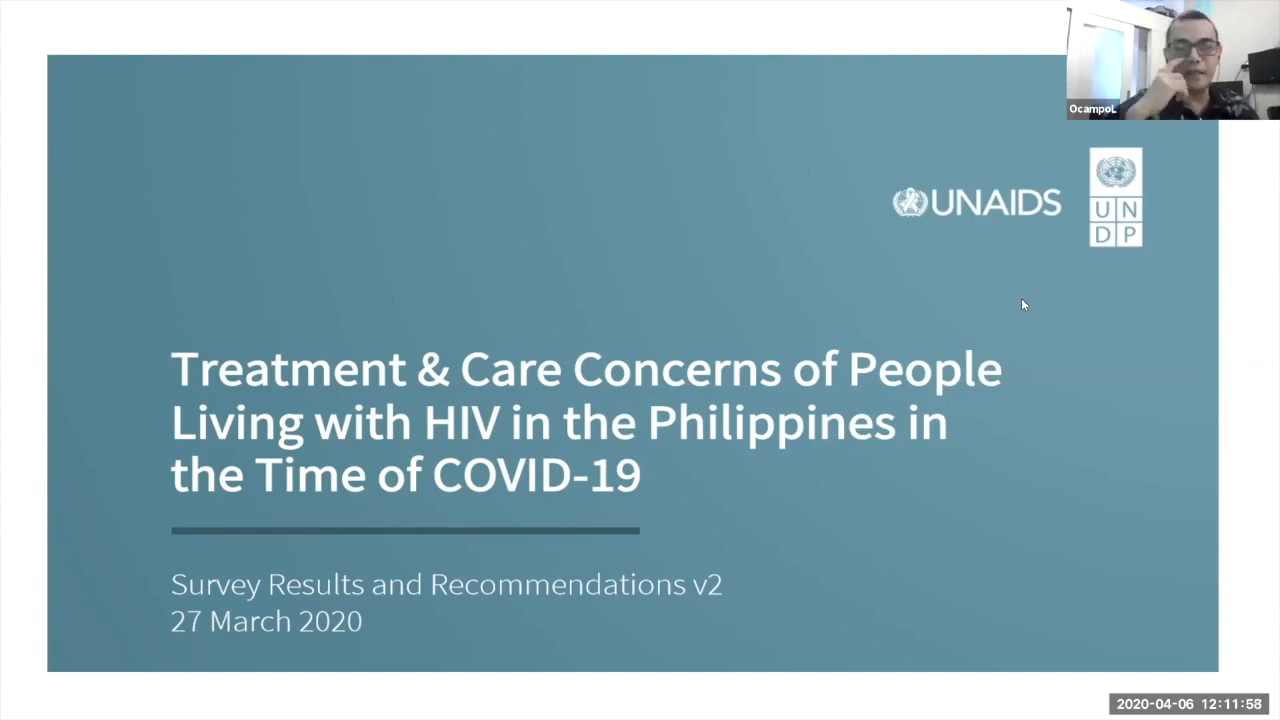 OcampoL
UNAIDS
U N
D P
Treatment & Care Concerns of People
Living with HIV in the Philippines in
the Time of COVID-19
Survey Results and Recommendations v2
27 March 2020
2020-04-06 12:11:58